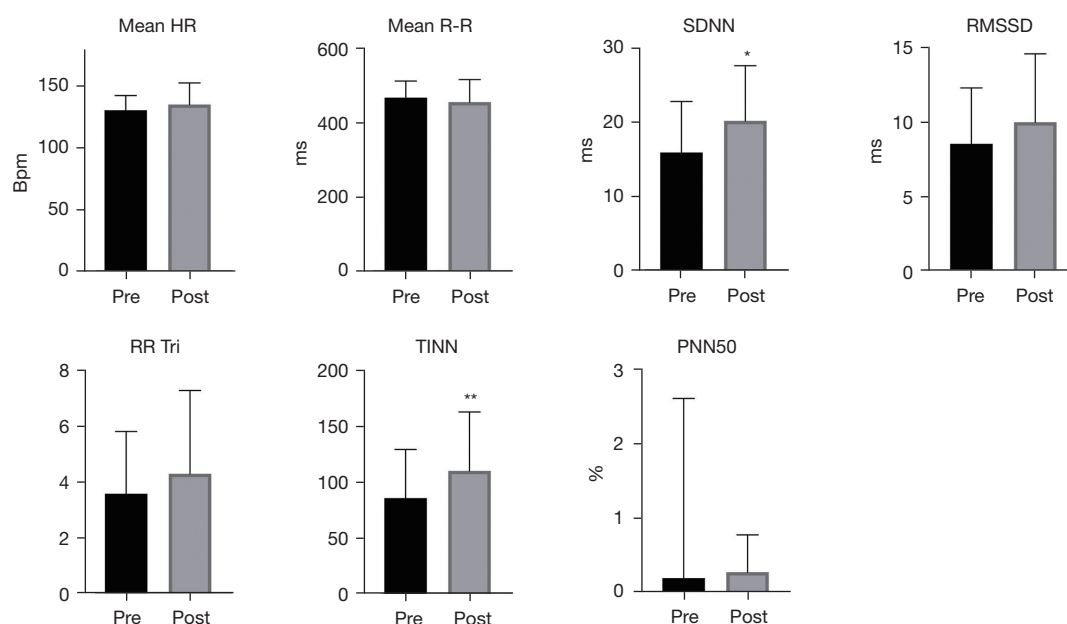 Mean HR
150
100
50
0
Bpm
Pre
Post
Mean R-R
600
400
200
0
ms
Pre
Post
SDNN
30
20
10
0
ms
*
Pre
Post
RMSSD
15
10
5
0
ms
Pre
Post
RR Tri
8
6
4
2
0
Pre
Post
TINN
200
150
100
50
0
**
Pre
Post
PNN50
3
2
1
0
%
Pre
Post